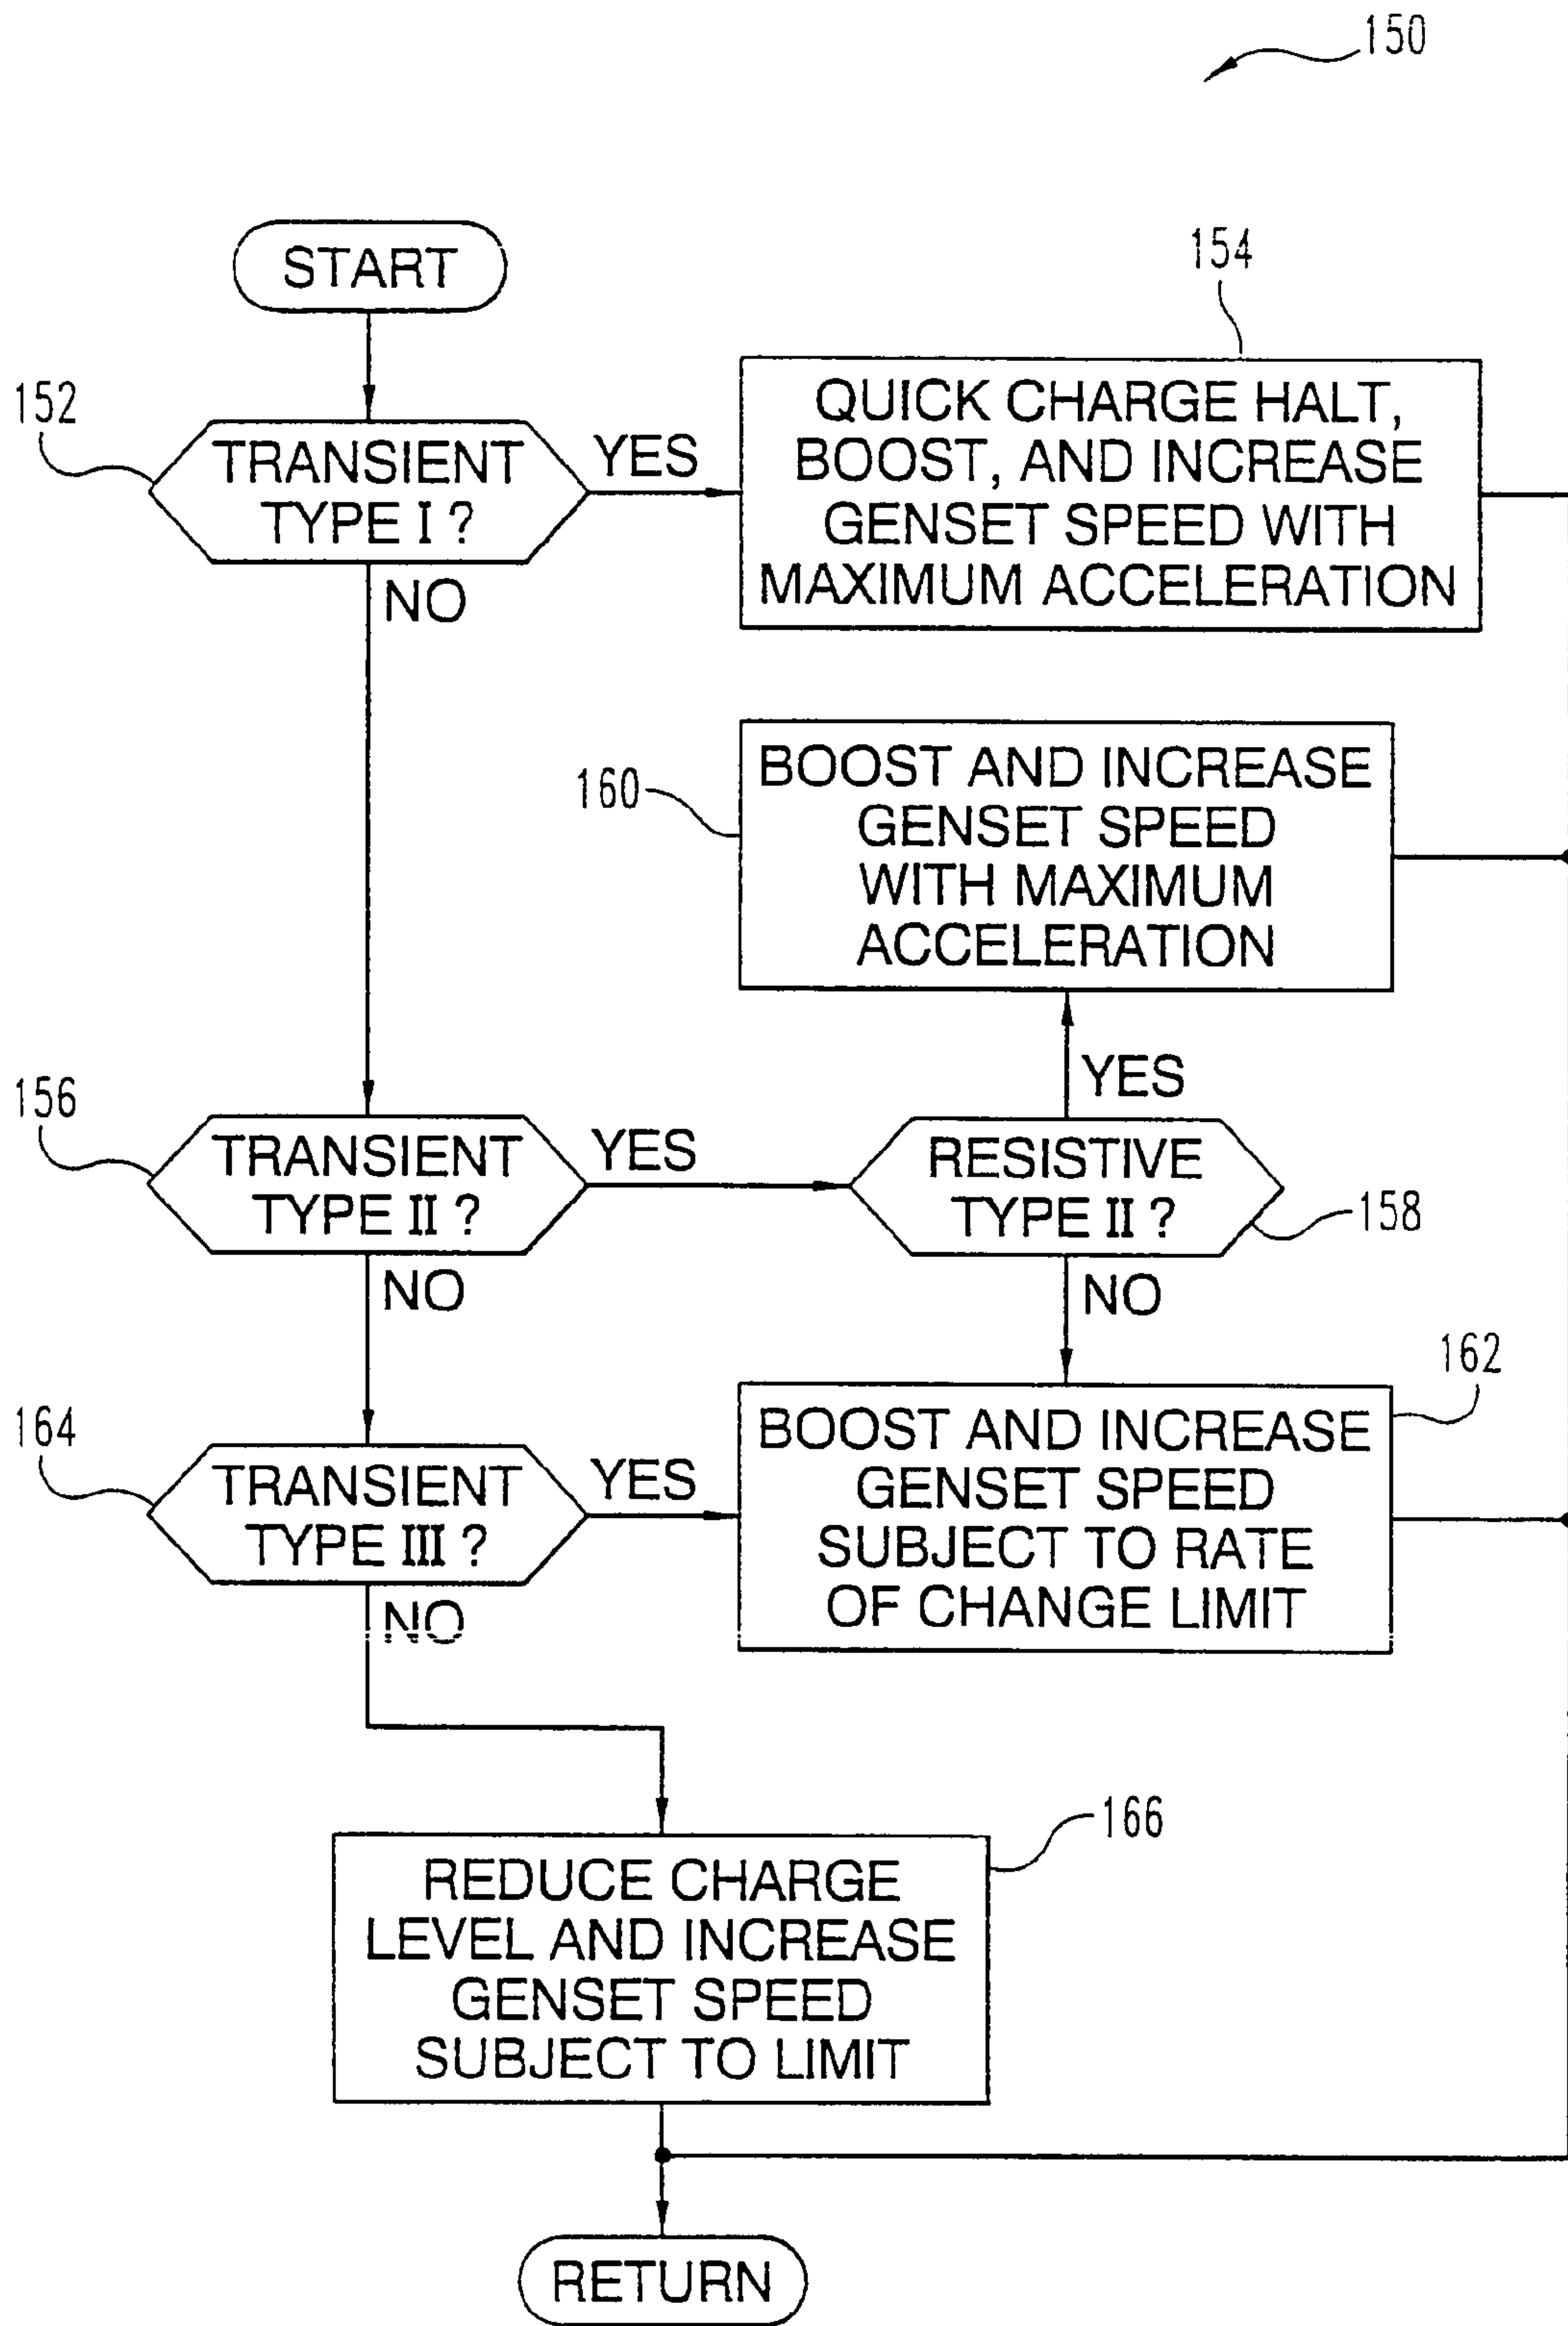 150
START
154
152
TRANSIENT
TYPE I ?
YES
NO
QUICK CHARGE HALT,
BOOST, AND INCREASE
GENSET SPEED WITH
MAXIMUM ACCELERATION
160
BOOST AND INCREASE
GENSET SPEED
WITH MAXIMUM
ACCELERATION
YES
156
TRANSIENT
TYPE II ?
YES
NO
RESISTIVE
TYPE II ?
158
NO
162
164
TRANSIENT
TYPE III ?
YES
NO
BOOST AND INCREASE
GENSET SPEED
SUBJECT TO RATE
OF CHANGE LIMIT
166
REDUCE CHARGE
LEVEL AND INCREASE
GENSET SPEED
SUBJECT TO LIMIT
RETURN